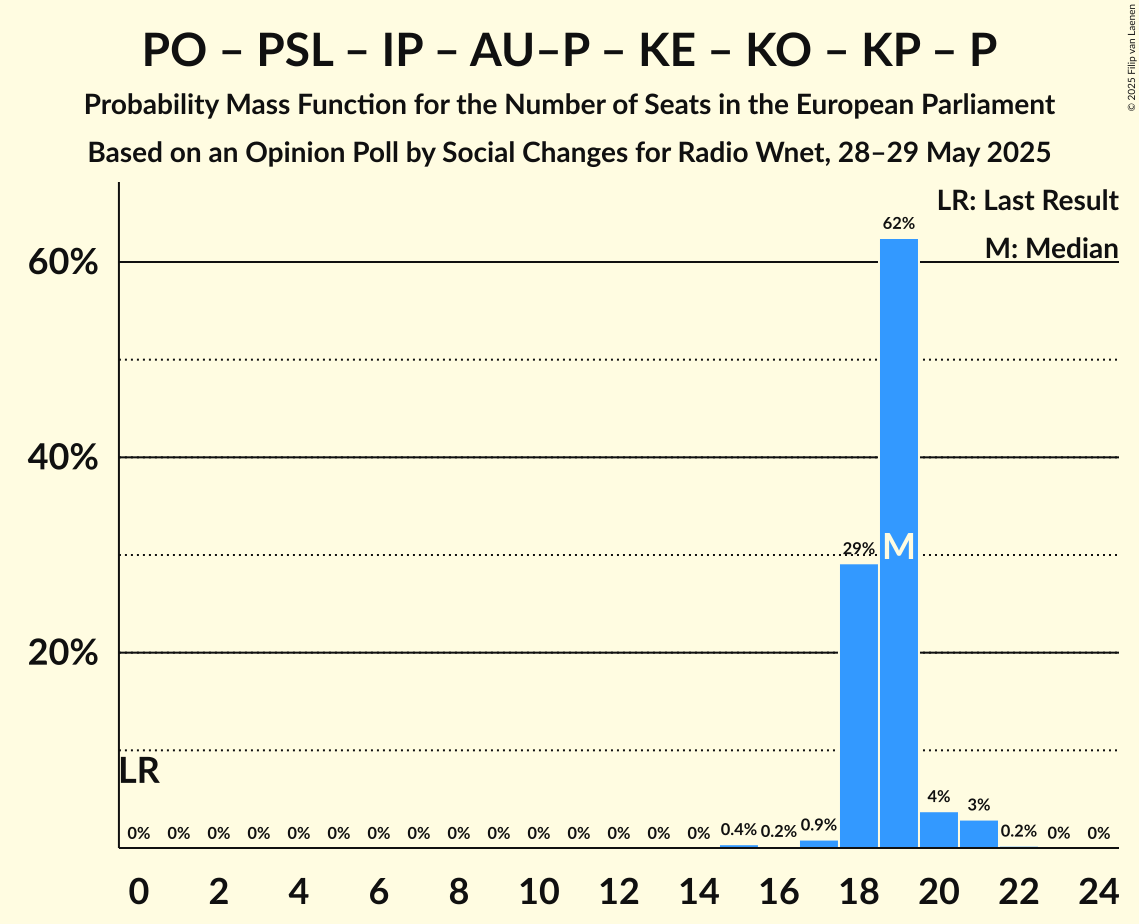 PO – PSL – IP – AU–P – KE – KO – KP – P
Probability Mass Function for the Number of Seats in the European Parliament
Based on an Opinion Poll by Social Changes for Radio Wnet, 28–29 May 2025
© 2025 Filip van Laenen
LR: Last Result
M: Median
60%
40%
20%
62%
29%
M
LR
0% 0% 0% 0% 0% 0% 0% 0% 0% 0% 0% 0% 0% 0% 0% 0.4% 0.2% 0.9% 4% 3% 0.2% 0% 0%
0 2 4 6 8 10 12 14 16 18 20 22 24